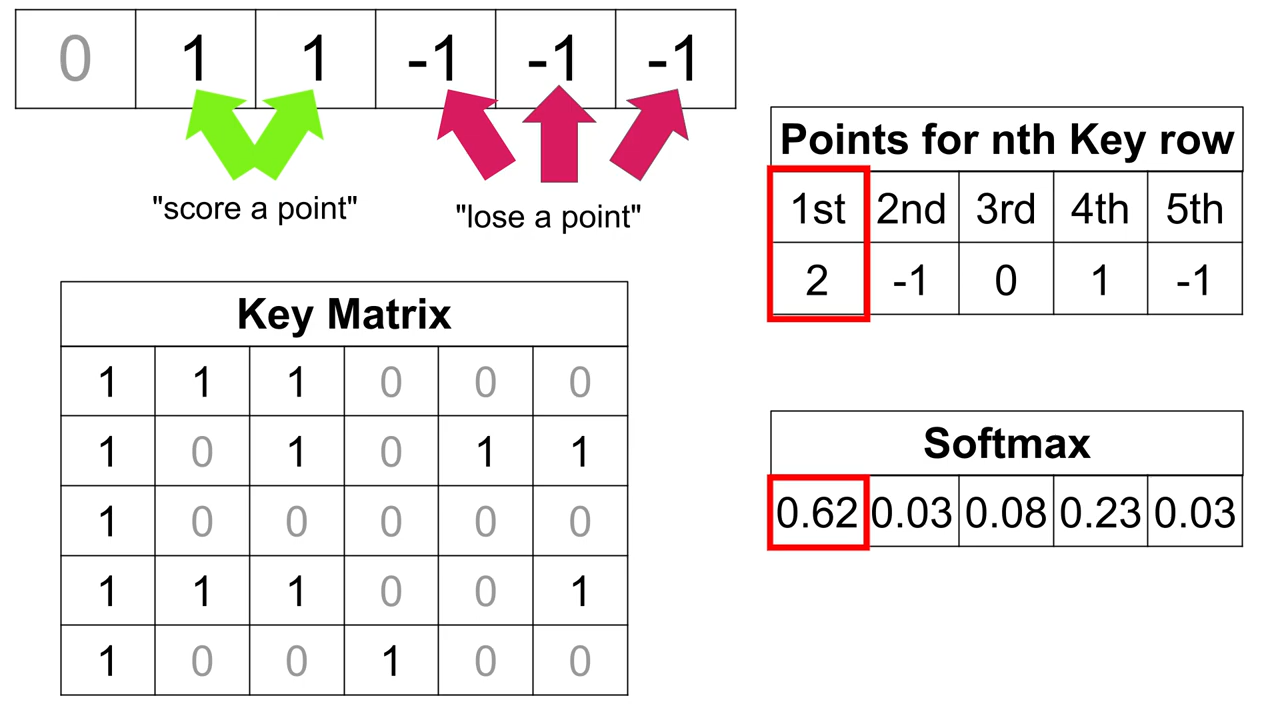 0 1 1 -1 -1 -1
"score a point"
"lose a point"
Key Matrix
1 1 1 0 0 0
1 0 1 0 1 1
1 0 0 0 0 0
1 1 1 0 0 1
1 0 0 1 0 0
Points for nth Key row
1st 2nd 3rd 4th 5th
2 -1 0 1 -1
Softmax
0.62 0.03 0.08 0.23 0.03